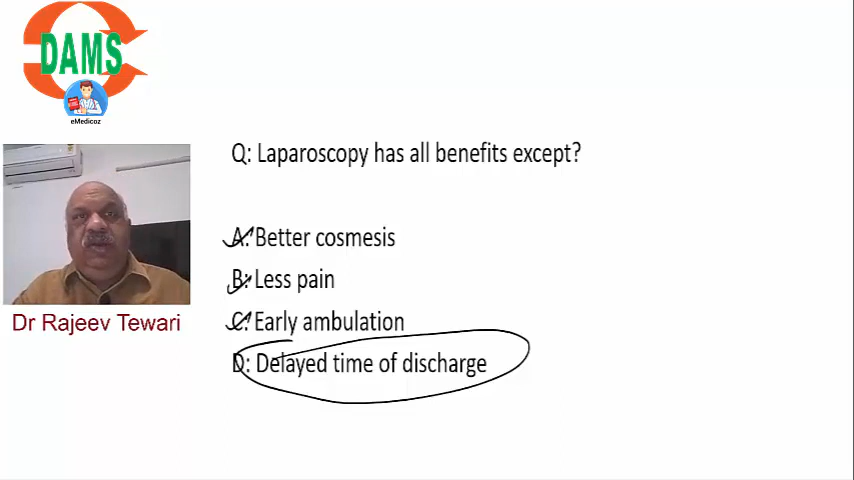 DAMS
eMedicoz
Q: Laparoscopy has all benefits except?
A: Better cosmesis
B: Less pain
C: Early ambulation
D: Delayed time of discharge
Dr Rajeev Tewari